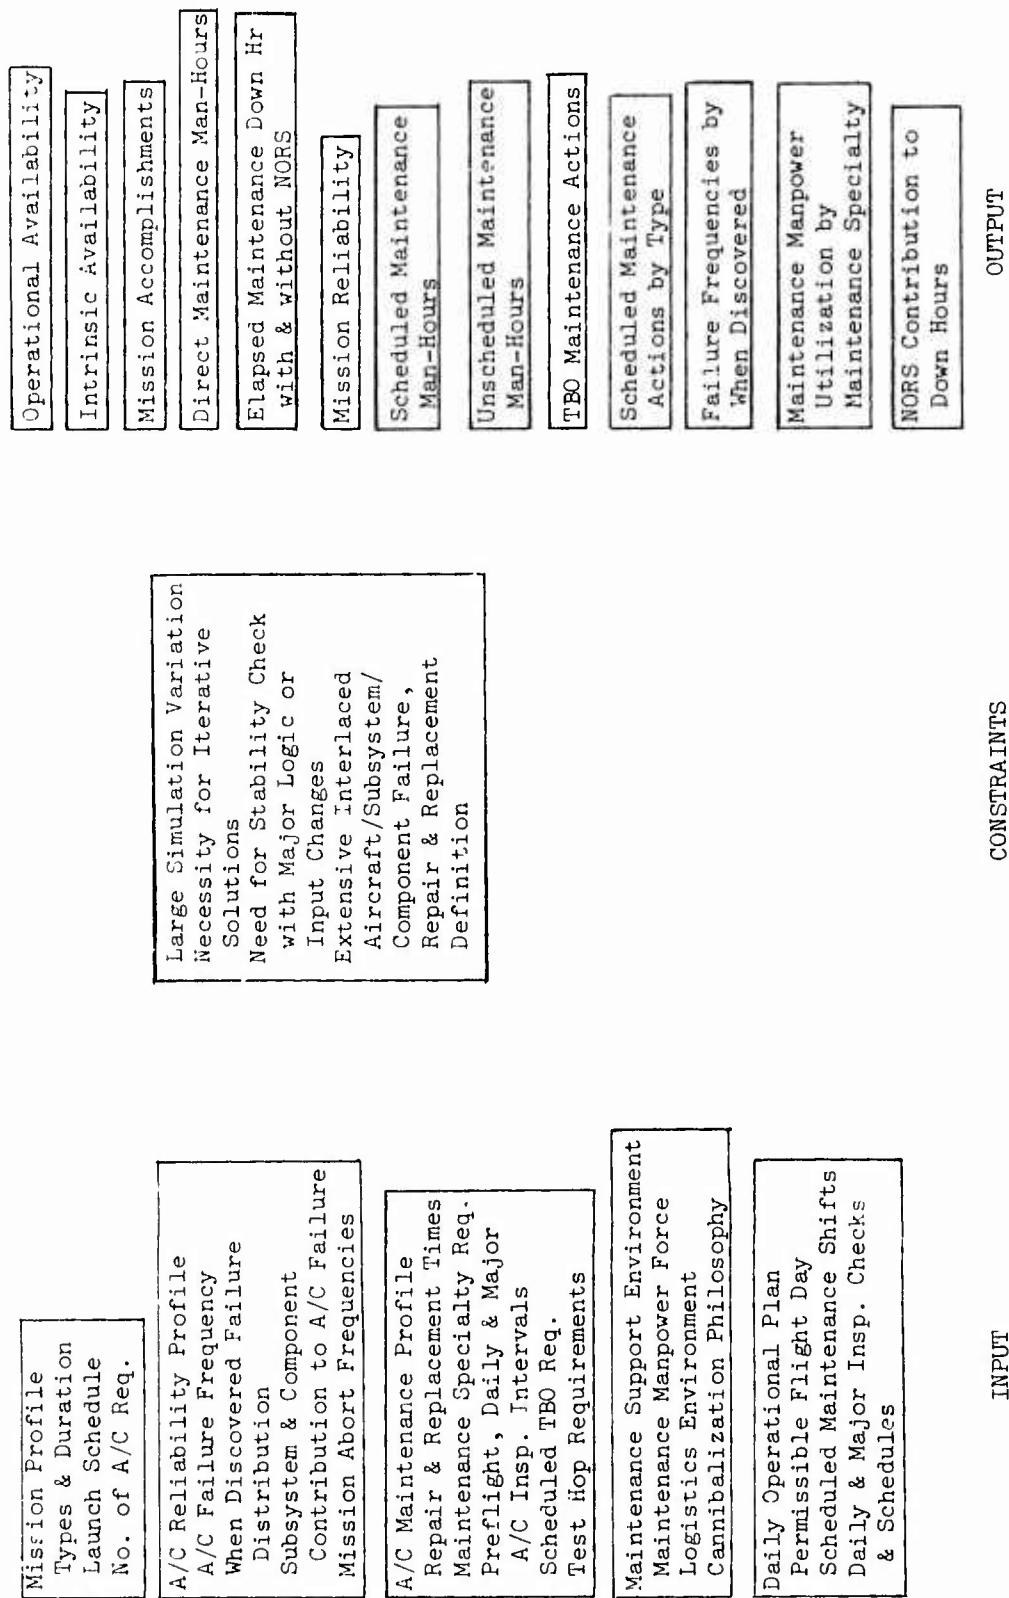 Mission Profile
Types & Duration
Launch Schedule
No. of A/C Req.
A/C Reliability Profile
A/C Failure Frequency
When Discovered Failure
Distribution
Subsystem & Component
Contribution to A/C Failure
Mission Abort Frequencies
A/C Maintenance Profile
Repair & Replacement Times
Maintenance Specialty Req.
Preflight, Daily & Major
A/C Insp. Intervals
Scheduled TBO Req.
Test Hop Requirements
Maintenance Support Environment
Maintenance Manpower Force
Logistics Environment
Cannibalization Philosophy
Daily Operational Plan
Permissible Flight Day
Scheduled Maintenance Shifts
Daily & Major Insp. Checks
& Schedules
INPUT
Large Simulation Variation
Necessity for Iterative
Solutions
Need for Stability Check
with Major Logic or
Input Changes
Extensive Interlaced
Aircraft/Subsystem/
Component Failure,
Repair & Replacement
Definition
CONSTRAINTS
Operational Availability
Intrinsic Availability
Mission Accomplishments
Direct Maintenance Man-Hours
Elapsed Maintenance Down Hr
with & without NORS
Mission Reliability
Scheduled Maintenance
Man-Hours
Unscheduled Maintenance
Man-Hours
TBO Maintenance Actions
Scheduled Maintenance
Actions by Type
Failure Frequencies by
When Discovered
Maintenance Manpower
Utilization by
Maintenance Specialty
NORS Contribution to
Down Hours
OUTPUT